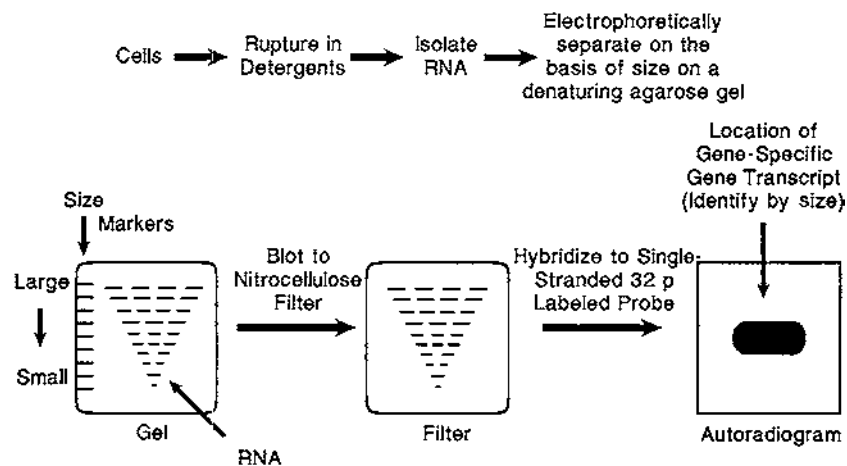 Cells
Rupture in
Detergents
Isolate
RNA
Electrophoretically
separate on the
basis of size on a
denaturing agarose gel
Location of
Gene-Specific
Gene Transcript
(Identify by size)
Size
Markers
Large
Small
Blot to
Nitrocellulose
Filter
Hybridize to Single-
Stranded 32 p
Labeled Probe
Gel
RNA
Filter
Autoradiogram